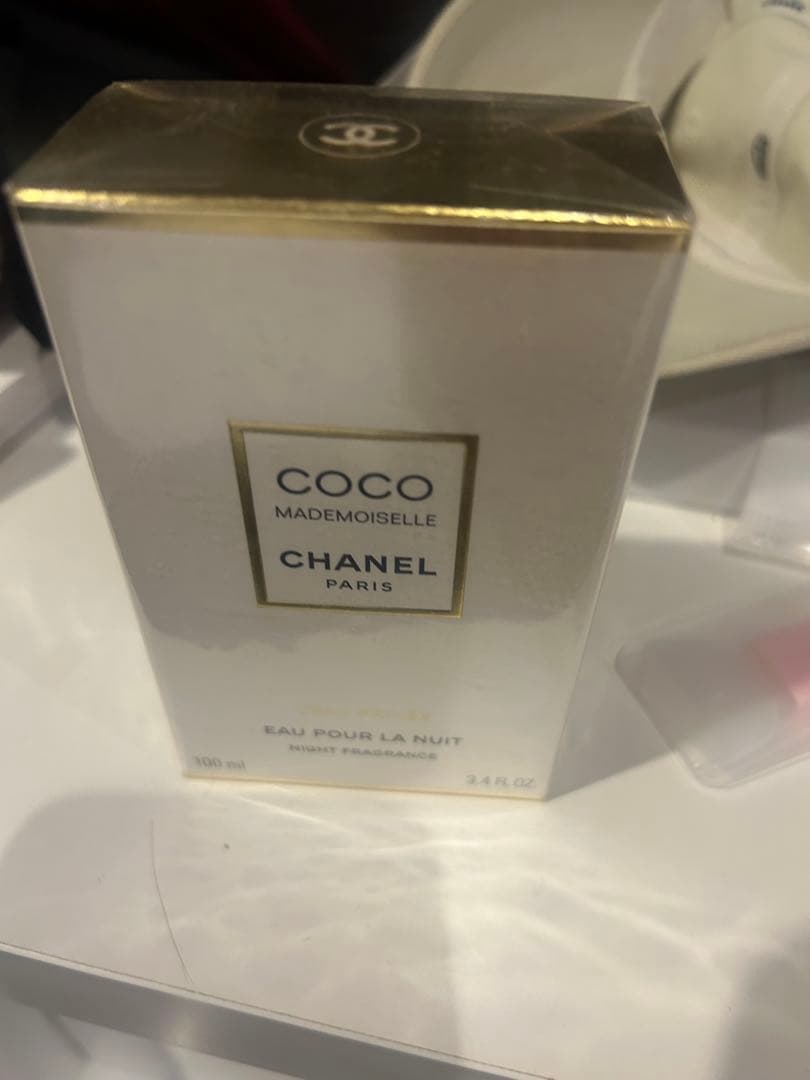 COCO
MADEMOISELLE
CHANEL
PARIS
EAU POUR LA NUIT
NIGHT FRAGRANCE
100 ml
3.4 FL. OZ.